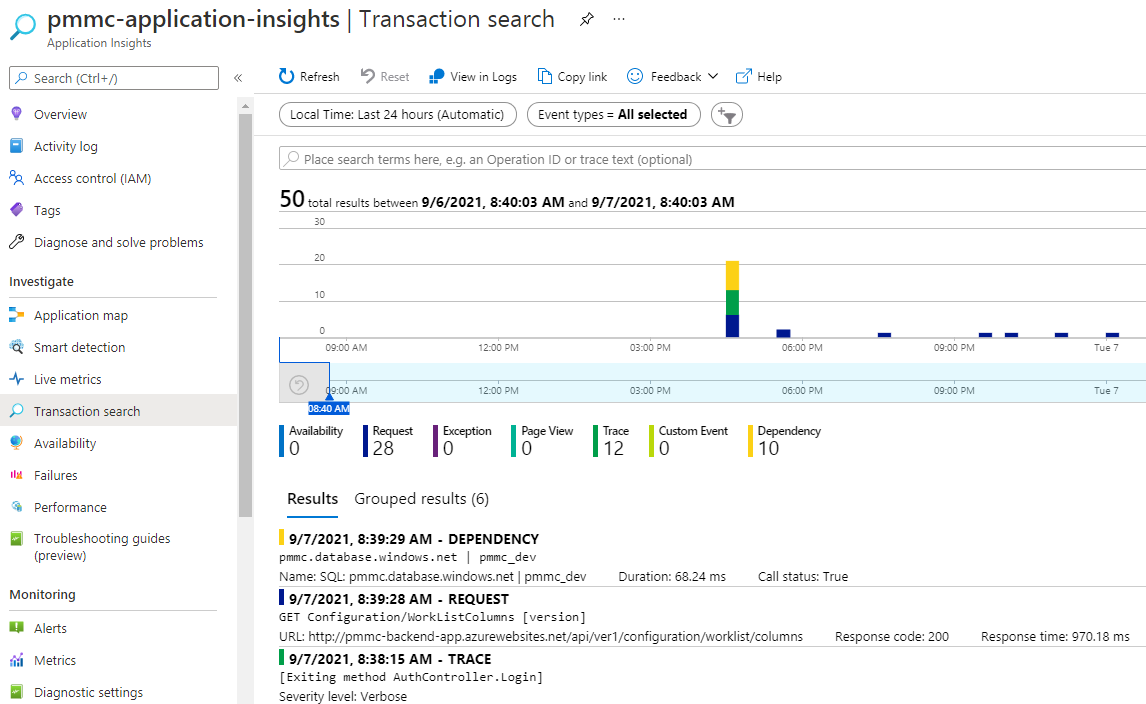 pmmc-application-insights | Transaction search
Application Insights
Search (Ctrl+/)
Overview
Activity log
Access control (IAM)
Tags
Diagnose and solve problems
Investigate
Application map
Smart detection
Live metrics
Transaction search
Availability
Failures
Performance
Troubleshooting guides
(preview)
Monitoring
Alerts
Metrics
Diagnostic settings
Refresh Reset View in Logs Copy link Feedback Help
Local Time: Last 24 hours (Automatic) Event types = All selected
Place search terms here, e.g. an Operation ID or trace text (optional)
50 total results between 9/6/2021, 8:40:03 AM and 9/7/2021, 8:40:03 AM
30
20
10
0
09:00 AM 12:00 PM 03:00 PM 06:00 PM 09:00 PM Tue 7
09:00 AM 12:00 PM 03:00 PM 06:00 PM 09:00 PM Tue 7
08:40 AM
Availability Request Exception Page View Trace Custom Event Dependency
0 28 0 0 12 0 10
Results Grouped results (6)
9/7/2021, 8:39:29 AM - DEPENDENCY
pmmc.database.windows.net | pmmc_dev
Name: SQL: pmmc.database.windows.net | pmmc_dev Duration: 68.24 ms Call status: True
9/7/2021, 8:39:28 AM - REQUEST
GET Configuration/WorkListColumns [version]
URL: http://pmmc-backend-app.azurewebsites.net/api/ver1/configuration/worklist/columns Response code: 200 Response time: 970.18 ms
9/7/2021, 8:38:15 AM - TRACE
[Exiting method AuthController.Login]
Severity level: Verbose